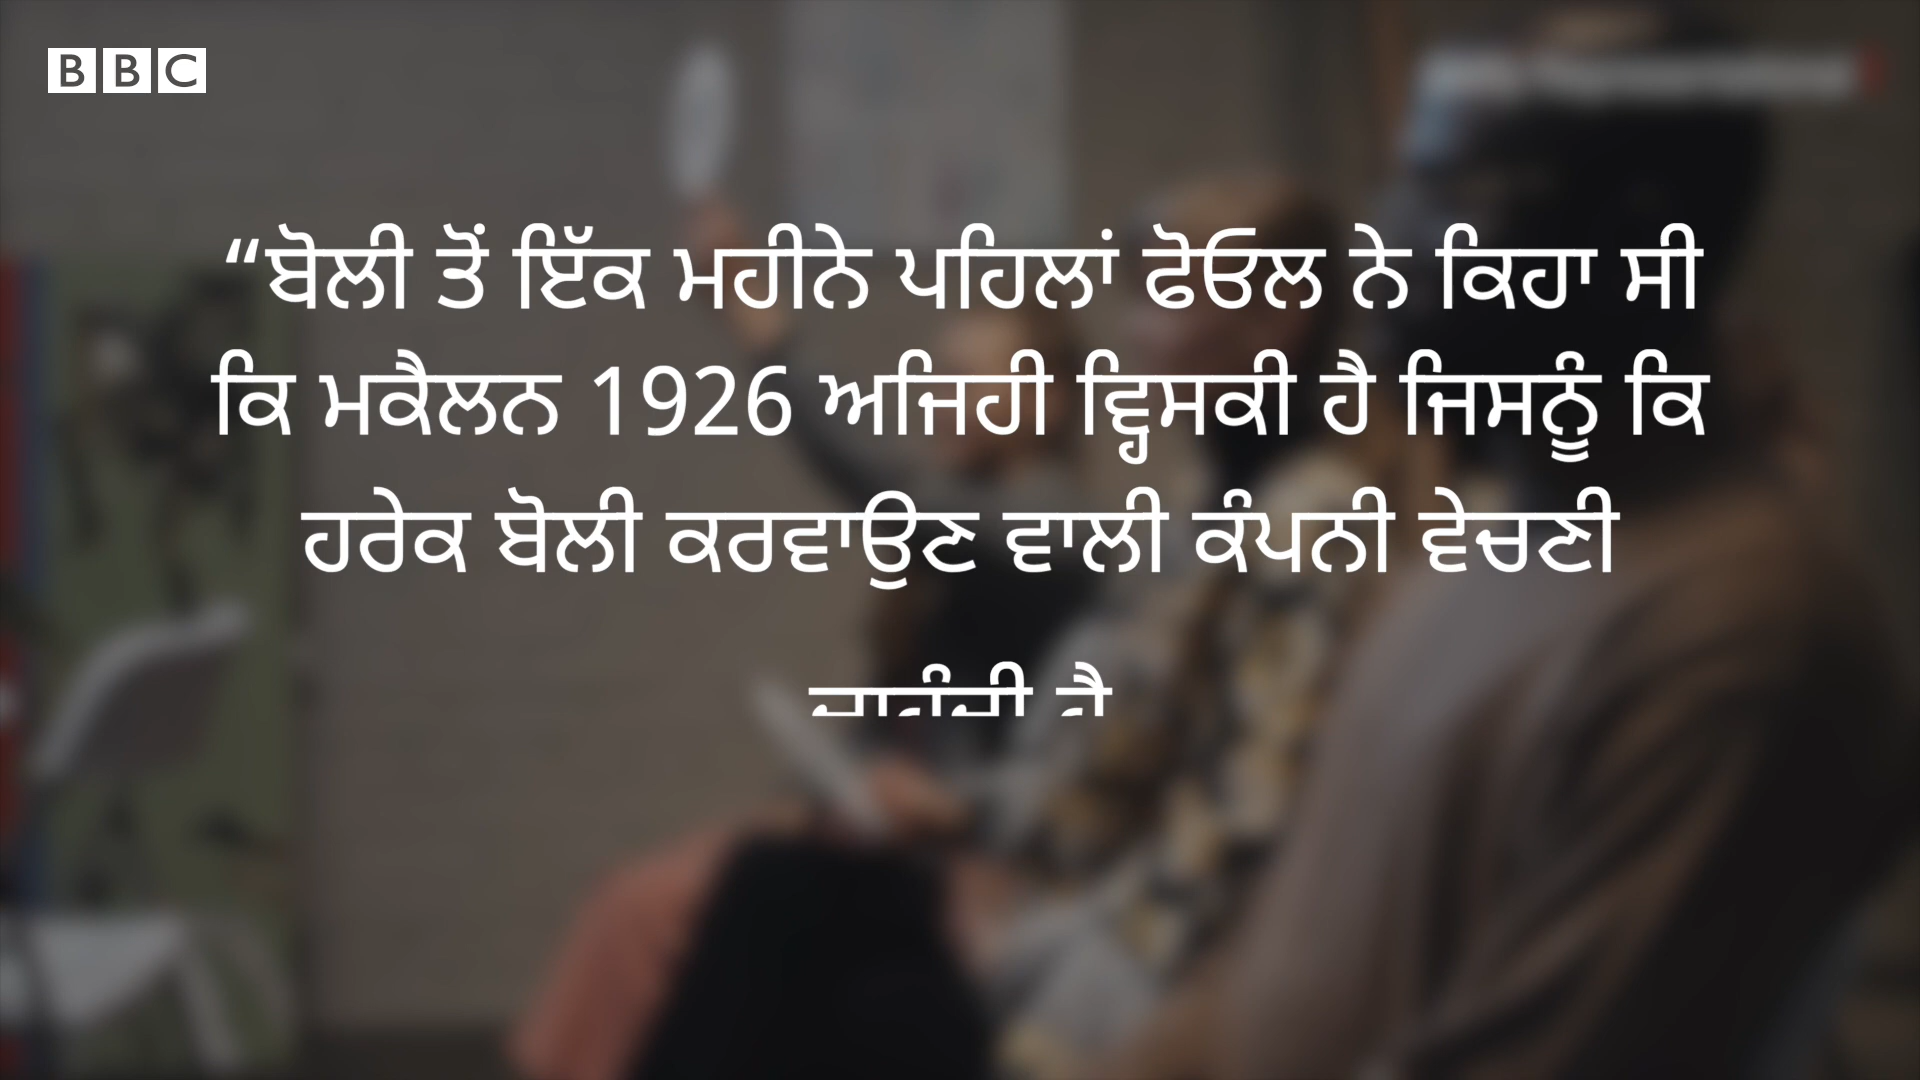 BBC
“ਬੋਲੀ ਤੋਂ ਇੱਕ ਮਹੀਨੇ ਪਹਿਲਾਂ ਫੋਓਲ ਨੇ ਕਿਹਾ ਸੀ
ਕਿ ਮਕੈਲਨ 1926 ਅਜਿਹੀ ਵ੍ਹਿਸਕੀ ਹੈ ਜਿਸਨੂੰ ਕਿ
ਹਰੇਕ ਬੋਲੀ ਕਰਵਾਉਣ ਵਾਲੀ ਕੰਪਨੀ ਵੇਚਣੀ